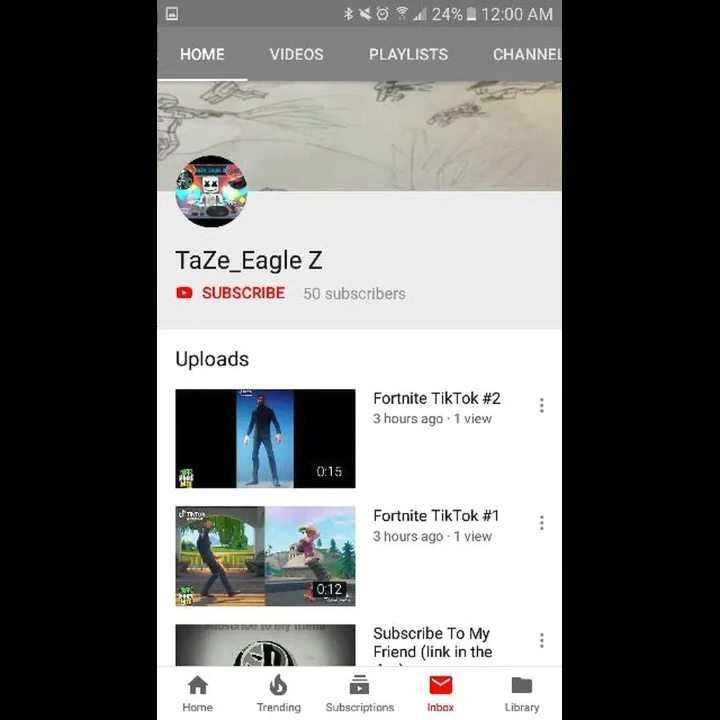 24% 12:00 AM
HOME VIDEOS PLAYLISTS CHANNEL
TaZe_Eagle Z
SUBSCRIBE 50 subscribers
Uploads
Fortnite TikTok #2
3 hours ago · 1 view
0:15
Fortnite TikTok #1
3 hours ago · 1 view
TikTok
0:12
Subscribe To My
Friend (link in the
Home Trending Subscriptions Inbox Library